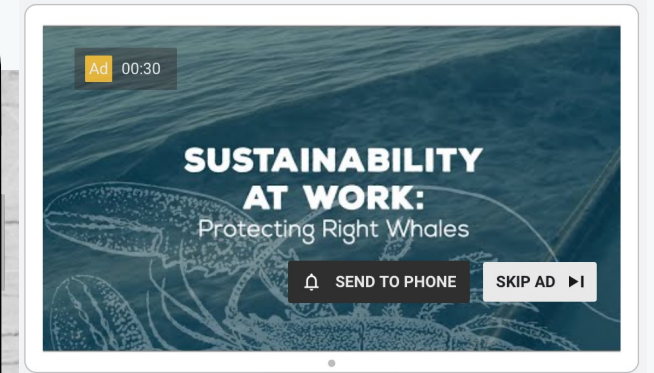 Ad 00:30
SUSTAINABILITY
AT WORK:
Protecting Right Whales
SEND TO PHONE
SKIP AD